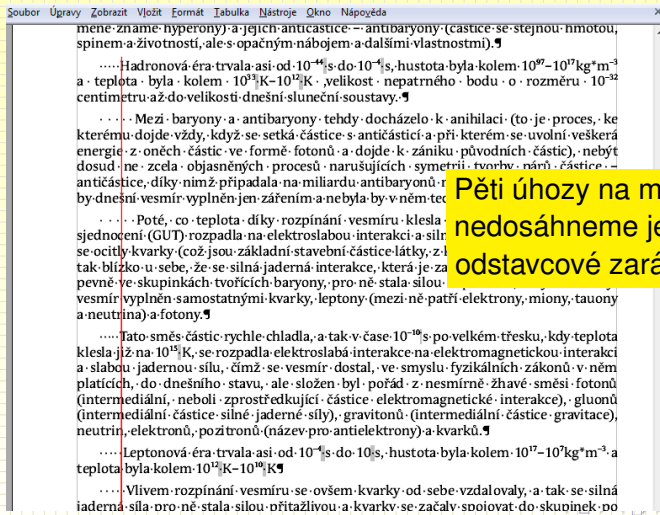 Soubor Úpravy Zobrazit Vložit Formát Tabulka Nástroje Okno Nápověda
mene známé hyperony) a jejich antičástice – antibaryony (částice se stejnou hmotou,
spinem a životností, ale s opačným nábojem a dalšími vlastnostmi).¶
·····Hadronová éra trvala asi od 10⁻⁴⁴ s do 10⁻⁴ s, hustota byla kolem 10⁹⁷–10¹⁷kg*m⁻³
a teplota byla kolem 10³³ K–10¹² K ,velikost nepatrného bodu o rozměru 10⁻³²
centimetru až do velikosti dnešní sluneční soustavy. ¶
·····Mezi baryony a antibaryony tehdy docházelo k anihilaci (to je proces, ke
kterému dojde vždy, když se setká částice s antičásticí a při kterém se uvolní veškerá
energie z oněch částic ve formě fotonů a dojde k zániku původních částic), nebýt
dosud ne zcela objasněných procesů narušujících symetrii tvorby párů částice –
antičástice, díky nimž připadala na miliardu antibaryonů
by dnešní vesmír vyplněn jen zářením a nebyla by v něm
Pěti úhozy na m
nedosáhneme je
odstavcové zará
·····Poté, co teplota díky rozpínání vesmíru klesla
sjednocení (GUT) rozpadla na elektroslabou interakci a
se ocitly kvarky (což jsou základní stavební částice látky,
tak blízko u sebe, že se silná jaderná interakce, která je
pevně ve skupinkách tvořících baryony, pro ně stala silou
vesmír vyplněn samostatnými kvarky, leptony (mezi ně patří elektrony, miony, tauony
a neutrina) a fotony.¶
·····Tato směs částic rychle chladla, a tak v čase 10⁻¹⁰ s po velkém třesku, kdy teplota
klesla již na 10¹⁵ K, se rozpadla elektroslabá interakce na elektromagnetickou interakci
a slabou jadernou sílu, čímž se vesmír dostal, ve smyslu fyzikálních zákonů v něm
platících, do dnešního stavu, ale složen byl pořád z nesmírně žhavé směsi fotonů
(intermediální, neboli zprostředkující částice elektromagnetické interakce), gluonů
(intermediální částice silné jaderné síly), gravitonů (intermediální částice gravitace),
neutrin, elektronů, pozitronů (název pro antielektrony) a kvarků.¶
·····Leptonová éra trvala asi od 10⁻⁴ s do 10 s, hustota byla kolem 10¹⁷–10⁷kg*m⁻³ a
teplota byla kolem 10¹² K–10¹⁰ K¶
·····Vlivem rozpínání vesmíru se ovšem kvarky od sebe vzdalovaly, a tak se silná
jaderná síla pro ně stala silou přitažlivou a kvarky se začaly spojovat do skupinek po